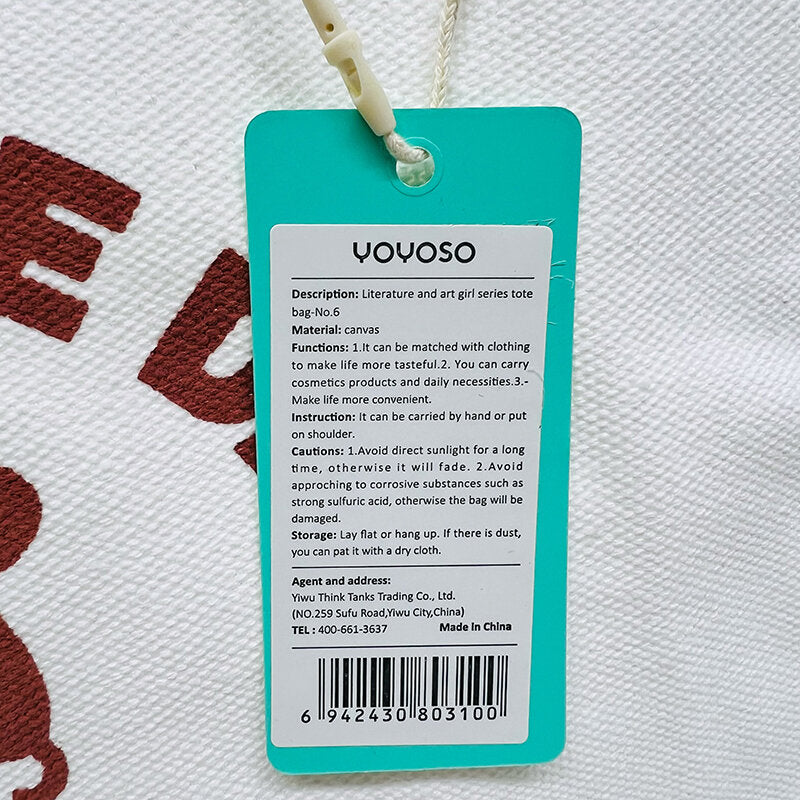 E
D
YOYOSO
Description: Literature and art girl series tote
bag-No.6
Material: canvas
Functions: 1.It can be matched with clothing
to make life more tasteful.2. You can carry
cosmetics products and daily necessities.3.-
Make life more convenient.
Instruction: It can be carried by hand or put
on shoulder.
Cautions: 1.Avoid direct sunlight for a long
time, otherwise it will fade. 2.Avoid
approching to corrosive substances such as
strong sulfuric acid, otherwise the bag will be
damaged.
Storage: Lay flat or hang up. If there is dust,
you can pat it with a dry cloth.
Agent and address:
Yiwu Think Tanks Trading Co., Ltd.
(NO.259 Sufu Road,Yiwu City,China)
TEL : 400-661-3637 Made in China
6 942430 803100